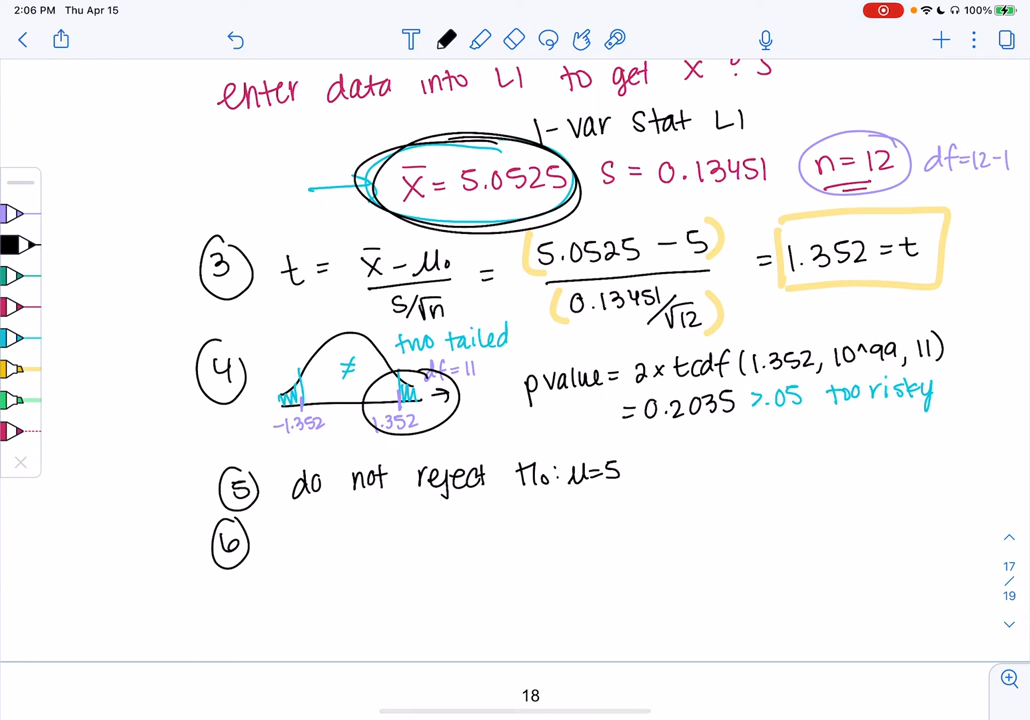 2:06 PM Thu Apr 15
100%
T
enter data into L1 to get x̄ ? S
1-var Stat L1
x̄ = 5.0525 S = 0.13451 n = 12 df=12-1
③ t = x̄ - μ₀ / S/√n = (5.0525 - 5) / (0.13451/√12) = 1.352 = t
④ ≠ two tailed
df = 11
-1.352 1.352
pvalue = 2 x tcdf (1.352, 10^99, 11)
= 0.2035 >.05 too risky
⑤ do not reject H₀: μ=5
⑥
17
/
19
18